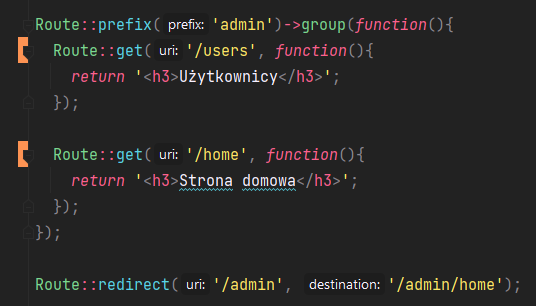 Route::prefix( prefix: 'admin')->group(function(){
Route::get( uri: '/users', function(){
return '<h3>Użytkownicy</h3>';
});
Route::get( uri: '/home', function(){
return '<h3>Strona domowa</h3>';
});
});
Route::redirect( uri: '/admin', destination: '/admin/home');